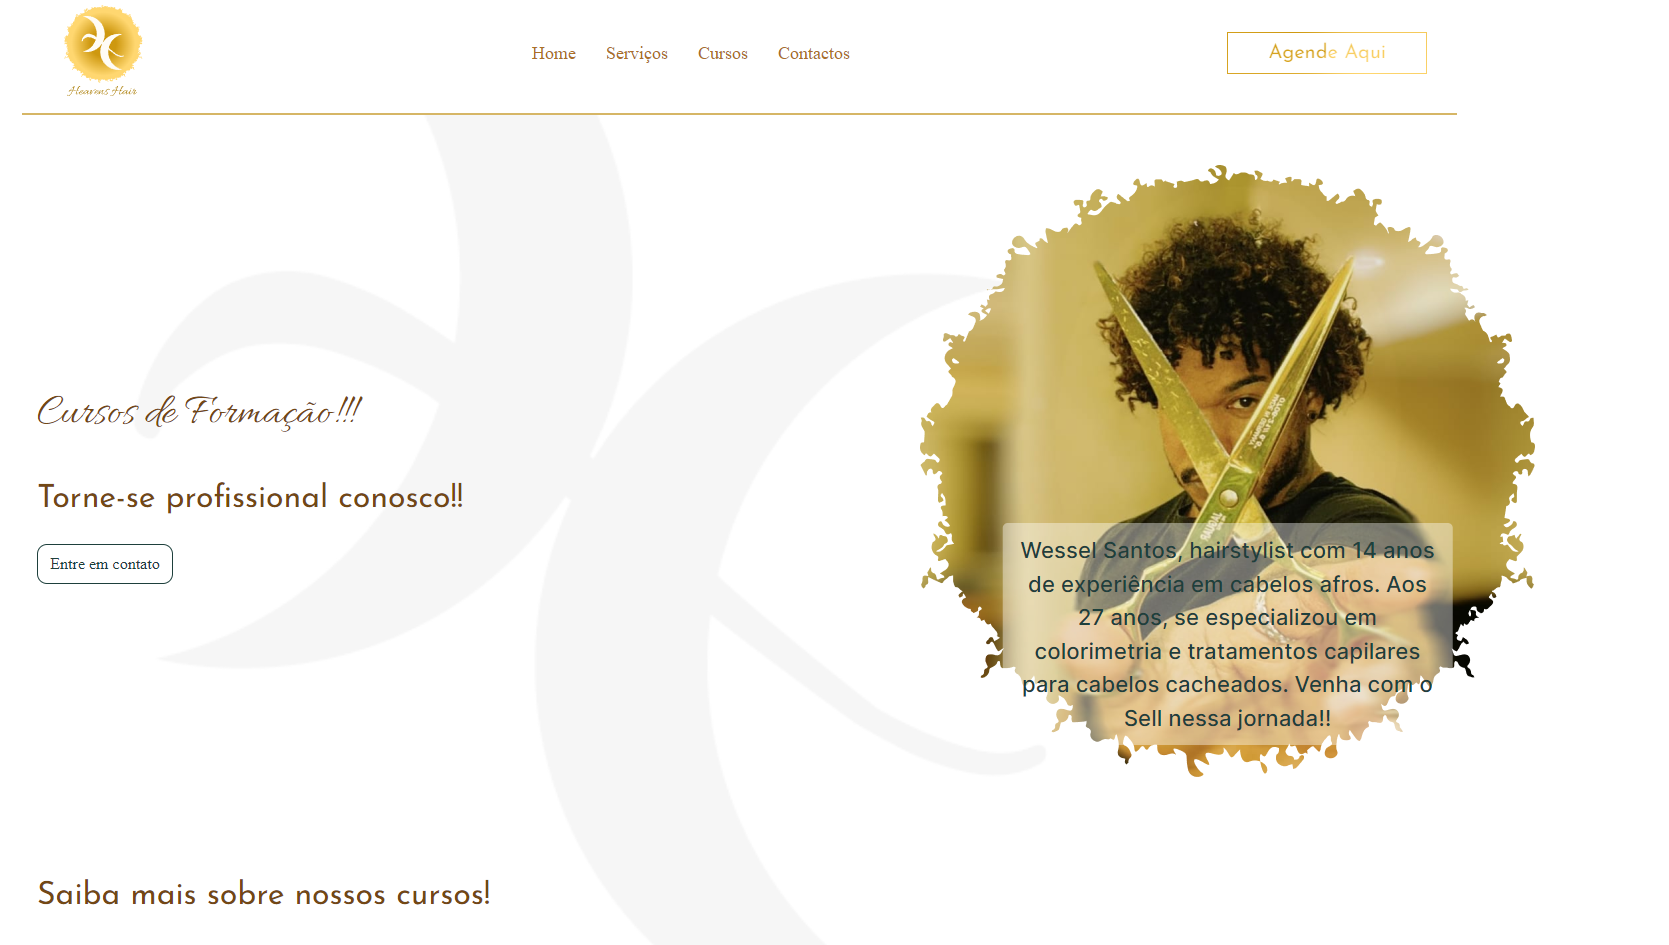 Heavens Hair
Home
Serviços
Cursos
Contactos
Agende Aqui
Cursos de Formação!!!
Torne-se profissional conosco!!
Entre em contato
Wessel Santos, hairstylist com 14 anos
de experiência em cabelos afros. Aos
27 anos, se especializou em
colorimetria e tratamentos capilares
para cabelos cacheados. Venha com o
Sell nessa jornada!!
Saiba mais sobre nossos cursos!